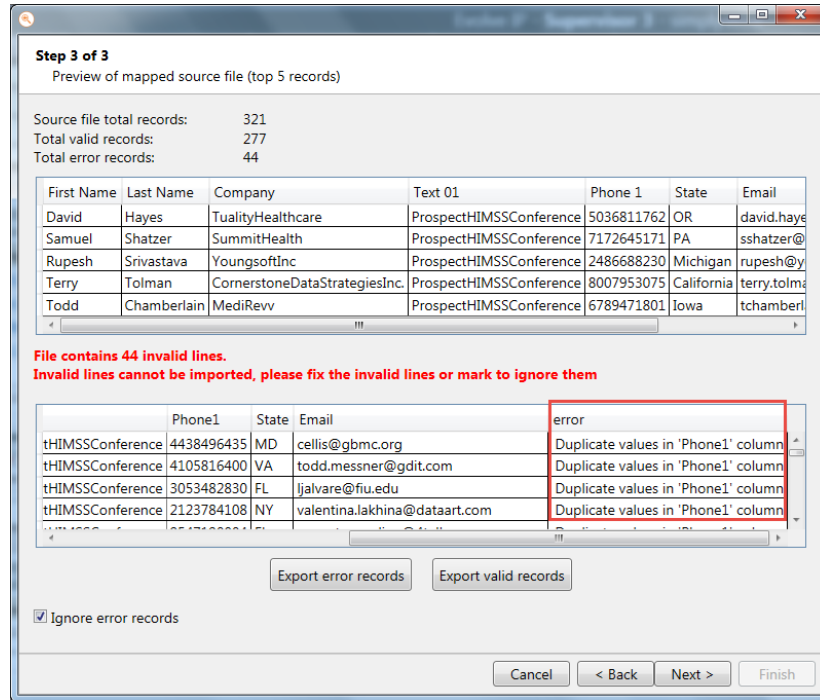 Step 3 of 3
Preview of mapped source file (top 5 records)
Source file total records: 321
Total valid records: 277
Total error records: 44
First Name Last Name Company Text 01 Phone 1 State Email
David Hayes TualityHealthcare ProspectHIMSSConference 5036811762 OR david.haye
Samuel Shatzer SummitHealth ProspectHIMSSConference 7172645171 PA sshatzer@
Rupesh Srivastava YoungsoftInc ProspectHIMSSConference 2486688230 Michigan rupesh@y
Terry Tolman CornerstoneDataStrategiesInc. ProspectHIMSSConference 8007953075 California terry.tolma
Todd Chamberlain MediRevv ProspectHIMSSConference 6789471801 Iowa tchamberl
File contains 44 invalid lines.
Invalid lines cannot be imported, please fix the invalid lines or mark to ignore them
Phone1 State Email error
tHIMSSConference 4438496435 MD cellis@gbmc.org Duplicate values in 'Phone1' column
tHIMSSConference 4105816400 VA todd.messner@gdit.com Duplicate values in 'Phone1' column
tHIMSSConference 3053482830 FL ljalvare@fiu.edu Duplicate values in 'Phone1' column
tHIMSSConference 2123784108 NY valentina.lakhina@dataart.com Duplicate values in 'Phone1' column
Export error records Export valid records
Ignore error records
Cancel < Back Next > Finish